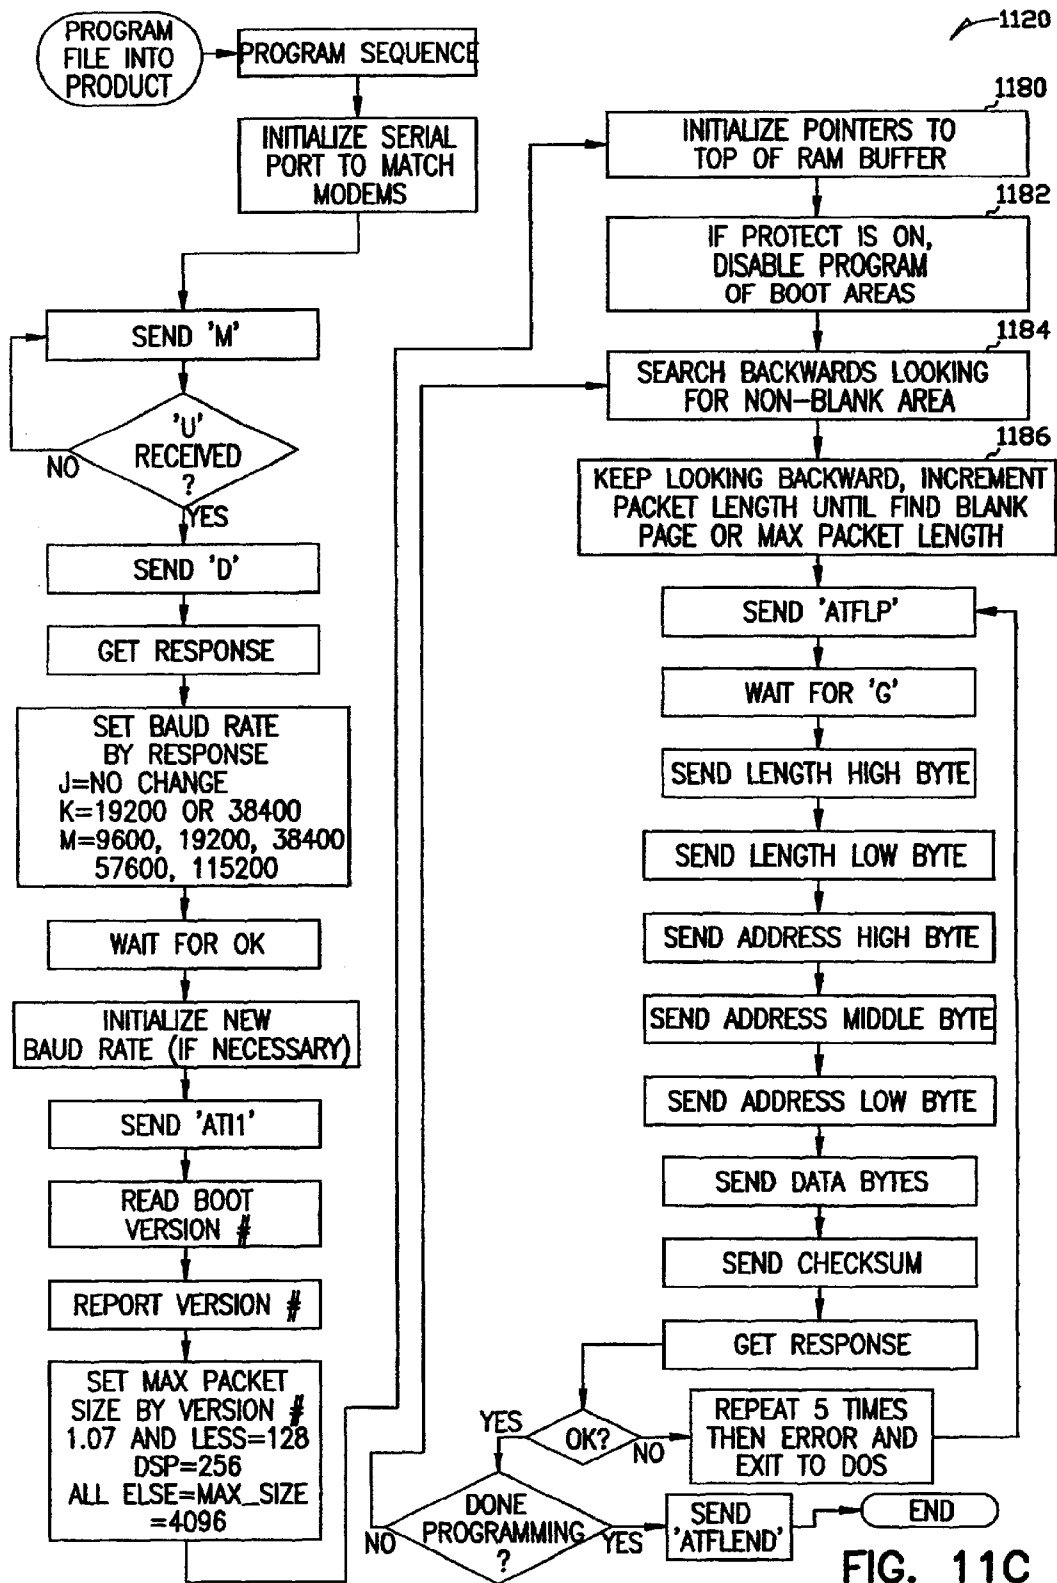 PROGRAM
FILE INTO
PRODUCT
PROGRAM SEQUENCE
INITIALIZE SERIAL
PORT TO MATCH
MODEMS
SEND 'M'
'U'
RECEIVED
?
NO
YES
SEND 'D'
GET RESPONSE
SET BAUD RATE
BY RESPONSE
J=NO CHANGE
K=19200 OR 38400
M=9600, 19200, 38400
57600, 115200
WAIT FOR OK
INITIALIZE NEW
BAUD RATE (IF NECESSARY)
SEND 'ATI1'
READ BOOT
VERSION #
REPORT VERSION #
SET MAX PACKET
SIZE BY VERSION #
1.07 AND LESS=128
DSP=256
ALL ELSE=MAX_SIZE
=4096
1120
1180
INITIALIZE POINTERS TO
TOP OF RAM BUFFER
1182
IF PROTECT IS ON,
DISABLE PROGRAM
OF BOOT AREAS
1184
SEARCH BACKWARDS LOOKING
FOR NON-BLANK AREA
1186
KEEP LOOKING BACKWARD, INCREMENT
PACKET LENGTH UNTIL FIND BLANK
PAGE OR MAX PACKET LENGTH
SEND 'ATFLP'
WAIT FOR 'G'
SEND LENGTH HIGH BYTE
SEND LENGTH LOW BYTE
SEND ADDRESS HIGH BYTE
SEND ADDRESS MIDDLE BYTE
SEND ADDRESS LOW BYTE
SEND DATA BYTES
SEND CHECKSUM
GET RESPONSE
YES
OK?
NO
REPEAT 5 TIMES
THEN ERROR AND
EXIT TO DOS
DONE
PROGRAMMING
?
NO
YES
SEND
'ATFLEND'
END
FIG. 11C